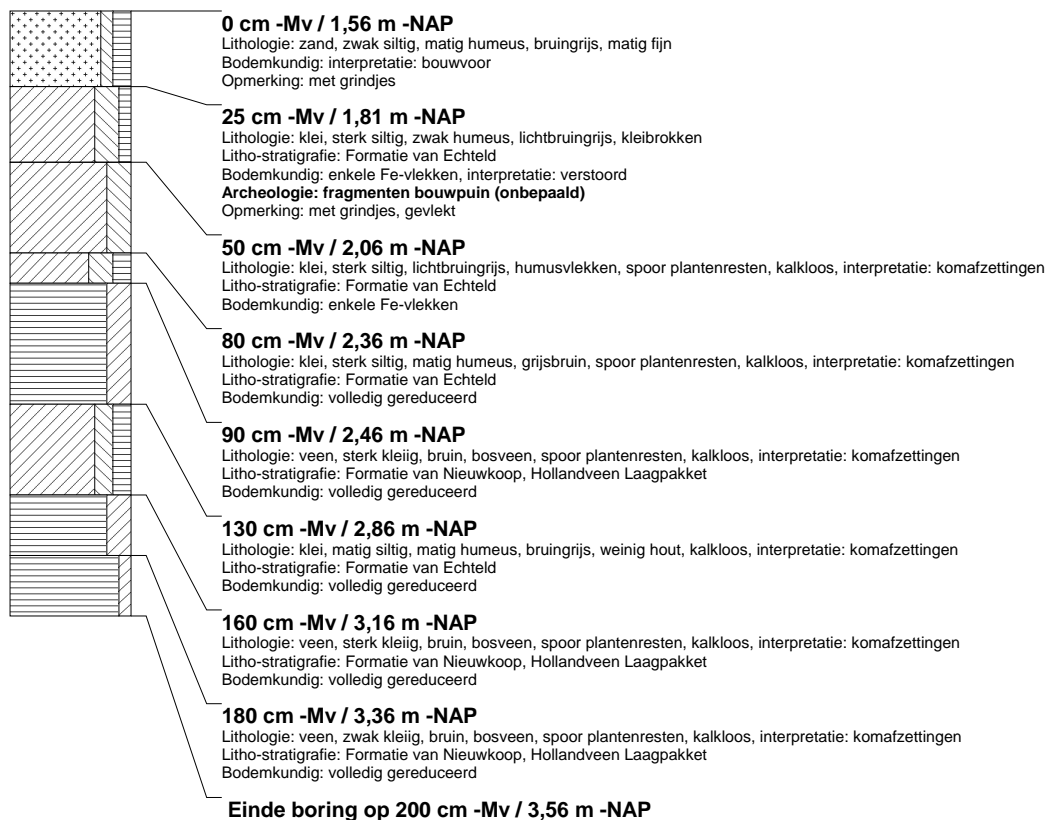 0 cm -Mv / 1,56 m -NAP
Lithologie: zand, zwak siltig, matig humeus, bruingrijs, matig fijn
Bodemkundig: interpretatie: bouwvoor
Opmerking: met grindjes
25 cm -Mv / 1,81 m -NAP
Lithologie: klei, sterk siltig, zwak humeus, lichtbruingrijs, kleibrokken
Litho-stratigrafie: Formatie van Echteld
Bodemkundig: enkele Fe-vlekken, interpretatie: verstoord
Archeologie: fragmenten bouwpuin (onbepaald)
Opmerking: met grindjes, gevlekt
50 cm -Mv / 2,06 m -NAP
Lithologie: klei, sterk siltig, lichtbruingrijs, humusvlekken, spoor plantenresten, kalkloos, interpretatie: komafzettingen
Litho-stratigrafie: Formatie van Echteld
Bodemkundig: enkele Fe-vlekken
80 cm -Mv / 2,36 m -NAP
Lithologie: klei, sterk siltig, matig humeus, grijsbruin, spoor plantenresten, kalkloos, interpretatie: komafzettingen
Litho-stratigrafie: Formatie van Echteld
Bodemkundig: volledig gereduceerd
90 cm -Mv / 2,46 m -NAP
Lithologie: veen, sterk kleiig, bruin, bosveen, spoor plantenresten, kalkloos, interpretatie: komafzettingen
Litho-stratigrafie: Formatie van Nieuwkoop, Hollandveen Laagpakket
Bodemkundig: volledig gereduceerd
130 cm -Mv / 2,86 m -NAP
Lithologie: klei, matig siltig, matig humeus, bruingrijs, weinig hout, kalkloos, interpretatie: komafzettingen
Litho-stratigrafie: Formatie van Echteld
Bodemkundig: volledig gereduceerd
160 cm -Mv / 3,16 m -NAP
Lithologie: veen, sterk kleiig, bruin, bosveen, spoor plantenresten, kalkloos, interpretatie: komafzettingen
Litho-stratigrafie: Formatie van Nieuwkoop, Hollandveen Laagpakket
Bodemkundig: volledig gereduceerd
180 cm -Mv / 3,36 m -NAP
Lithologie: veen, zwak kleiig, bruin, bosveen, spoor plantenresten, kalkloos, interpretatie: komafzettingen
Litho-stratigrafie: Formatie van Nieuwkoop, Hollandveen Laagpakket
Bodemkundig: volledig gereduceerd
Einde boring op 200 cm -Mv / 3,56 m -NAP